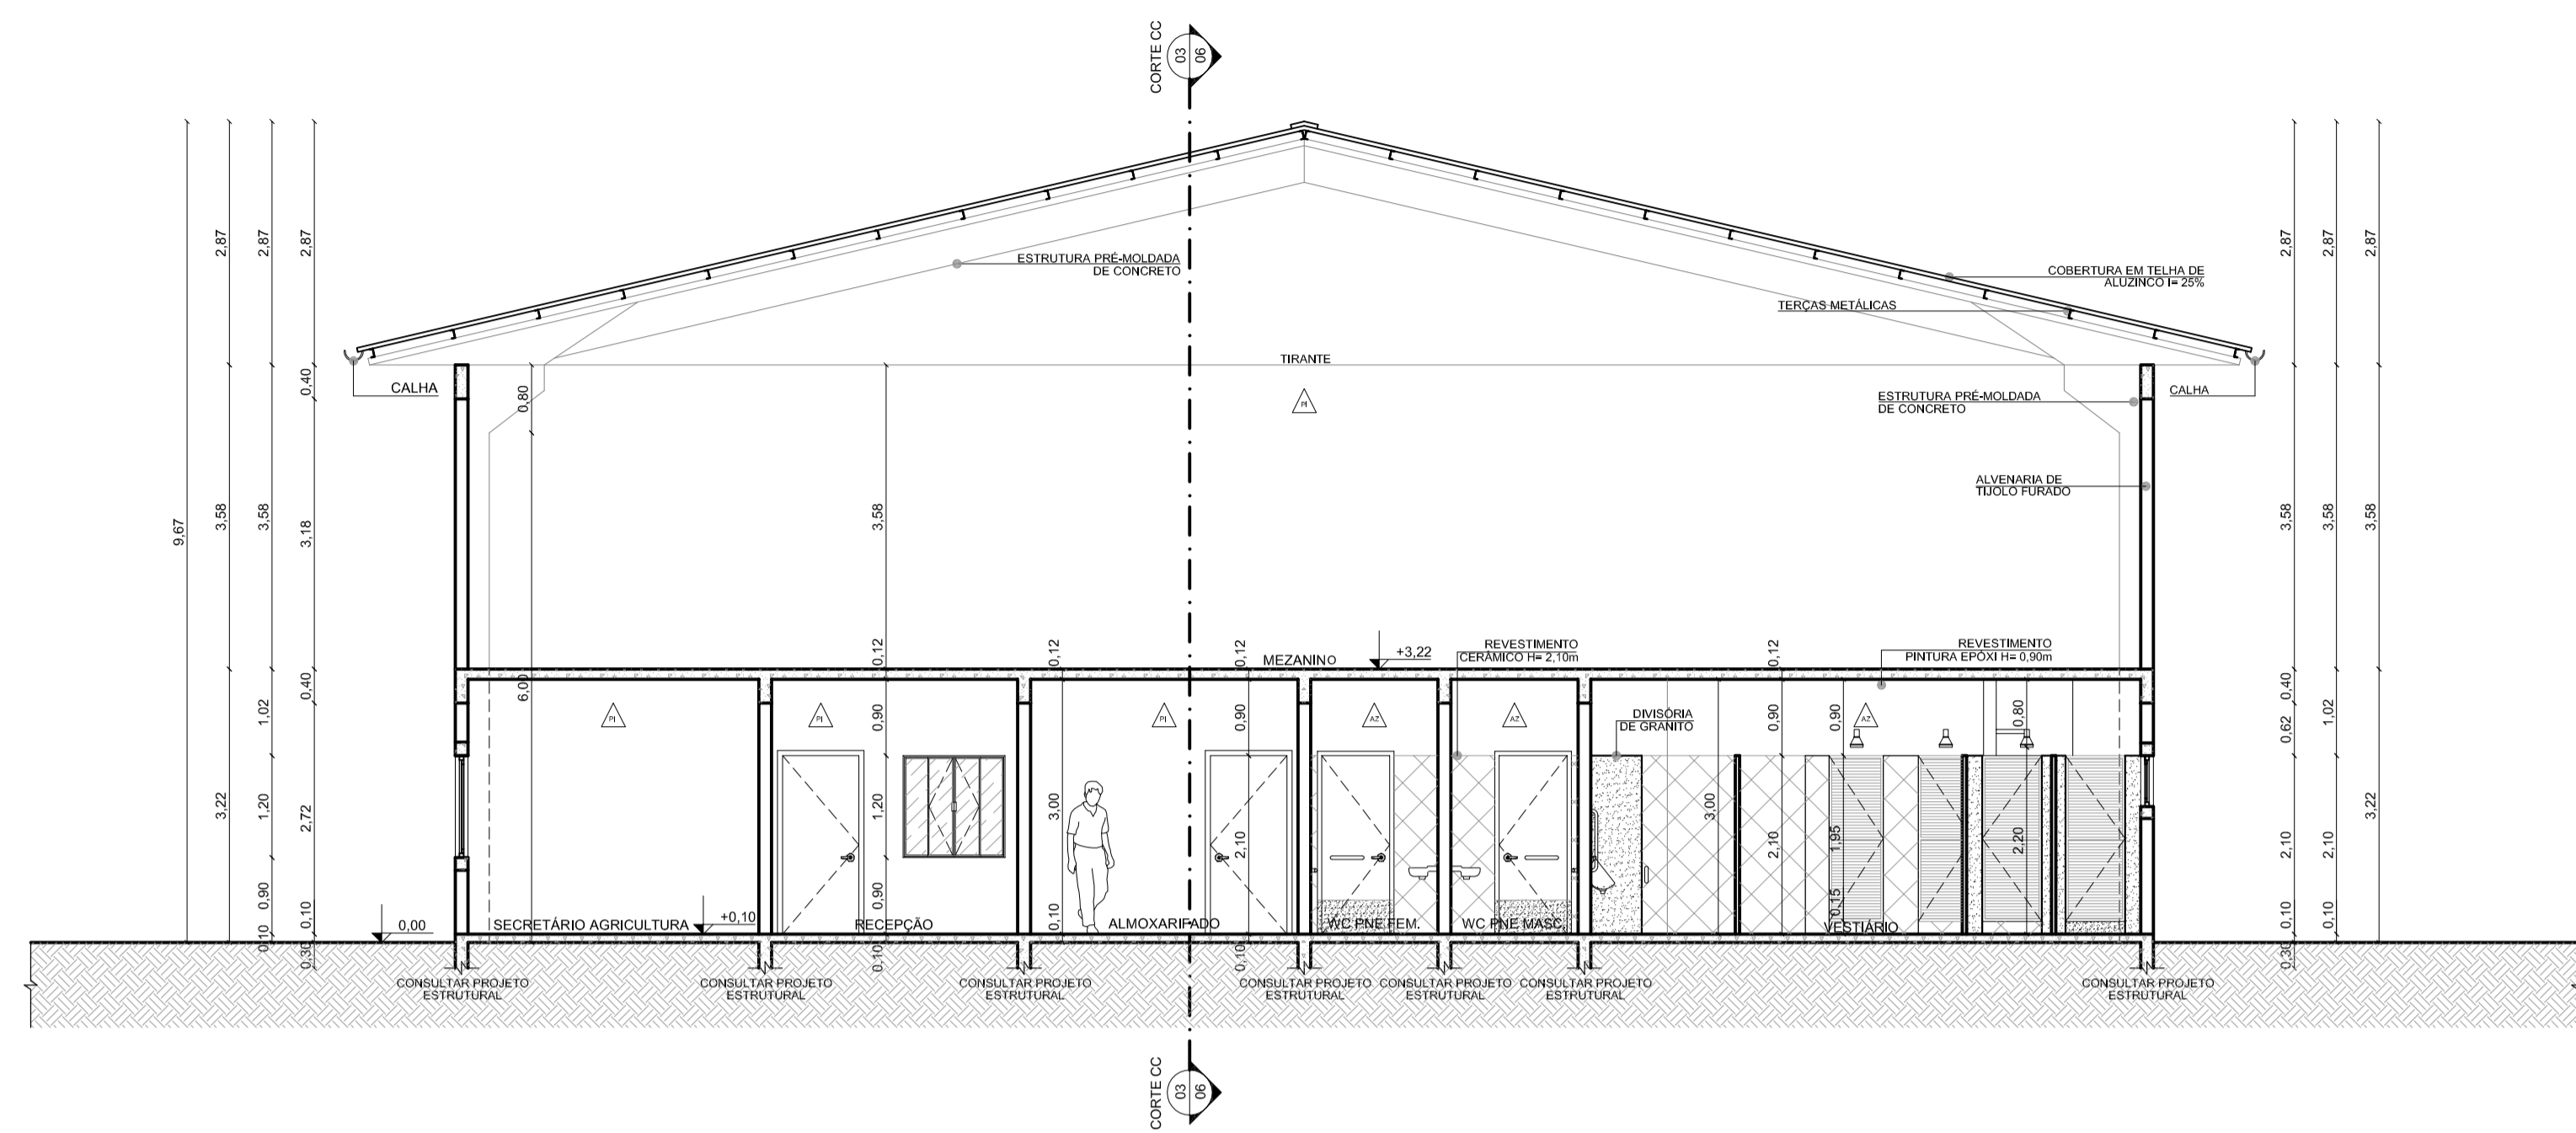 CORTE CC
03
06
9,67
2,87
3,58
3,22
2,87
3,58
1,02
1,20
0,90
0,10
2,87
0,40
3,18
0,40
2,72
0,10
0,30
ESTRUTURA PRÉ-MOLDADA
DE CONCRETO
COBERTURA EM TELHA DE
ALUZINCO I= 25%
TERÇAS METÁLICAS
TIRANTE
CALHA
CALHA
PI
ESTRUTURA PRÉ-MOLDADA
DE CONCRETO
ALVENARIA DE
TIJOLO FURADO
0,80
6,00
3,58
0,12
0,90
1,20
0,90
0,10
0,12
3,00
0,10
0,12
0,90
2,10
0,10
MEZANINO
+3,22
REVESTIMENTO
CERÂMICO H= 2,10m
0,12
REVESTIMENTO
PINTURA EPÓXI H= 0,90m
PI
PI
PI
AZ
AZ
AZ
DIVISÓRIA
DE GRANITO
3,00
0,90
2,10
0,90
1,95
0,15
0,80
2,20
0,00
SECRETÁRIO AGRICULTURA
+0,10
RECEPÇÃO
ALMOXARIFADO
WC PNE FEM.
WC PNE MASC.
VESTIÁRIO
2,87
3,58
0,40
0,62
2,10
0,10
0,30
2,87
3,58
1,02
2,10
0,10
2,87
3,58
3,22
CONSULTAR PROJETO
ESTRUTURAL
CONSULTAR PROJETO
ESTRUTURAL
CONSULTAR PROJETO
ESTRUTURAL
CONSULTAR PROJETO
ESTRUTURAL
CONSULTAR PROJETO
ESTRUTURAL
CONSULTAR PROJETO
ESTRUTURAL
CONSULTAR PROJETO
ESTRUTURAL
CORTE CC
03
06